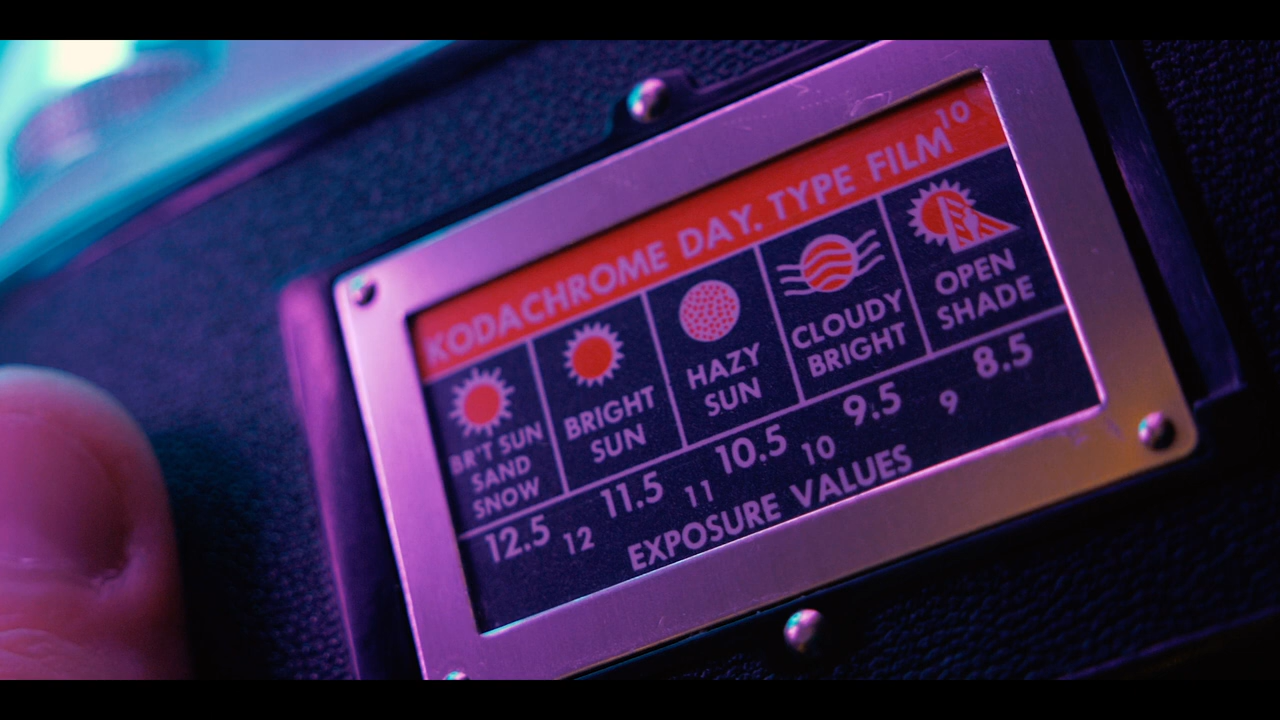 KODACHROME DAY. TYPE FILM 10
BR'T SUN SAND SNOW
BRIGHT SUN
HAZY SUN
CLOUDY BRIGHT
OPEN SHADE
12.5 12 11.5 11 10.5 10 9.5 9 8.5
EXPOSURE VALUES